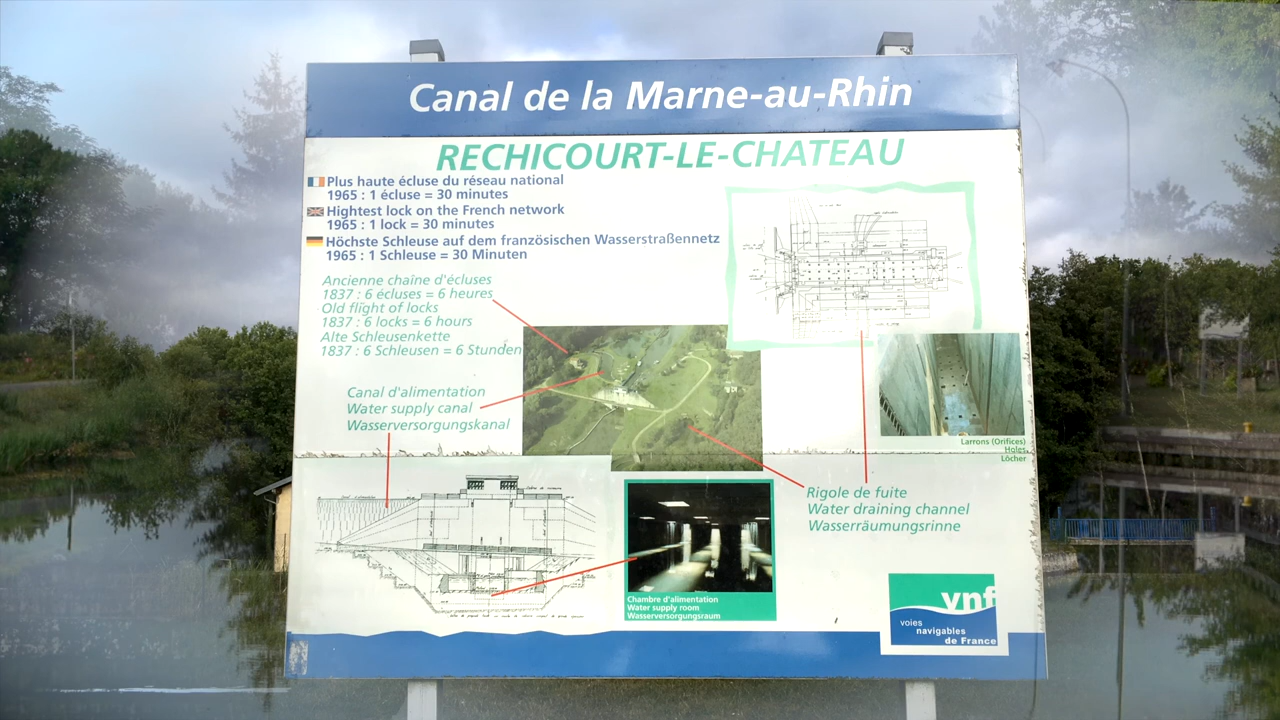 Canal de la Marne-au-Rhin
RECHICOURT-LE-CHATEAU
Plus haute écluse du réseau national
1965 : 1 écluse = 30 minutes
Hightest lock on the French network
1965 : 1 lock = 30 minutes
Höchste Schleuse auf dem französischen Wasserstraßennetz
1965 : 1 Schleuse = 30 Minuten
Ancienne chaîne d'écluses
1837 : 6 écluses = 6 heures
Old flight of locks
1837 : 6 locks = 6 hours
Alte Schleusenkette
1837 : 6 Schleusen = 6 Stunden
Canal d'alimentation
Water supply canal
Wasserversorgungskanal
Larrons (Orifices)
Holes
Löcher
Rigole de fuite
Water draining channel
Wasserräumungsrinne
Chambre d'alimentation
Water supply room
Wasserversorgungsraum
vnf
voies
navigables
de France